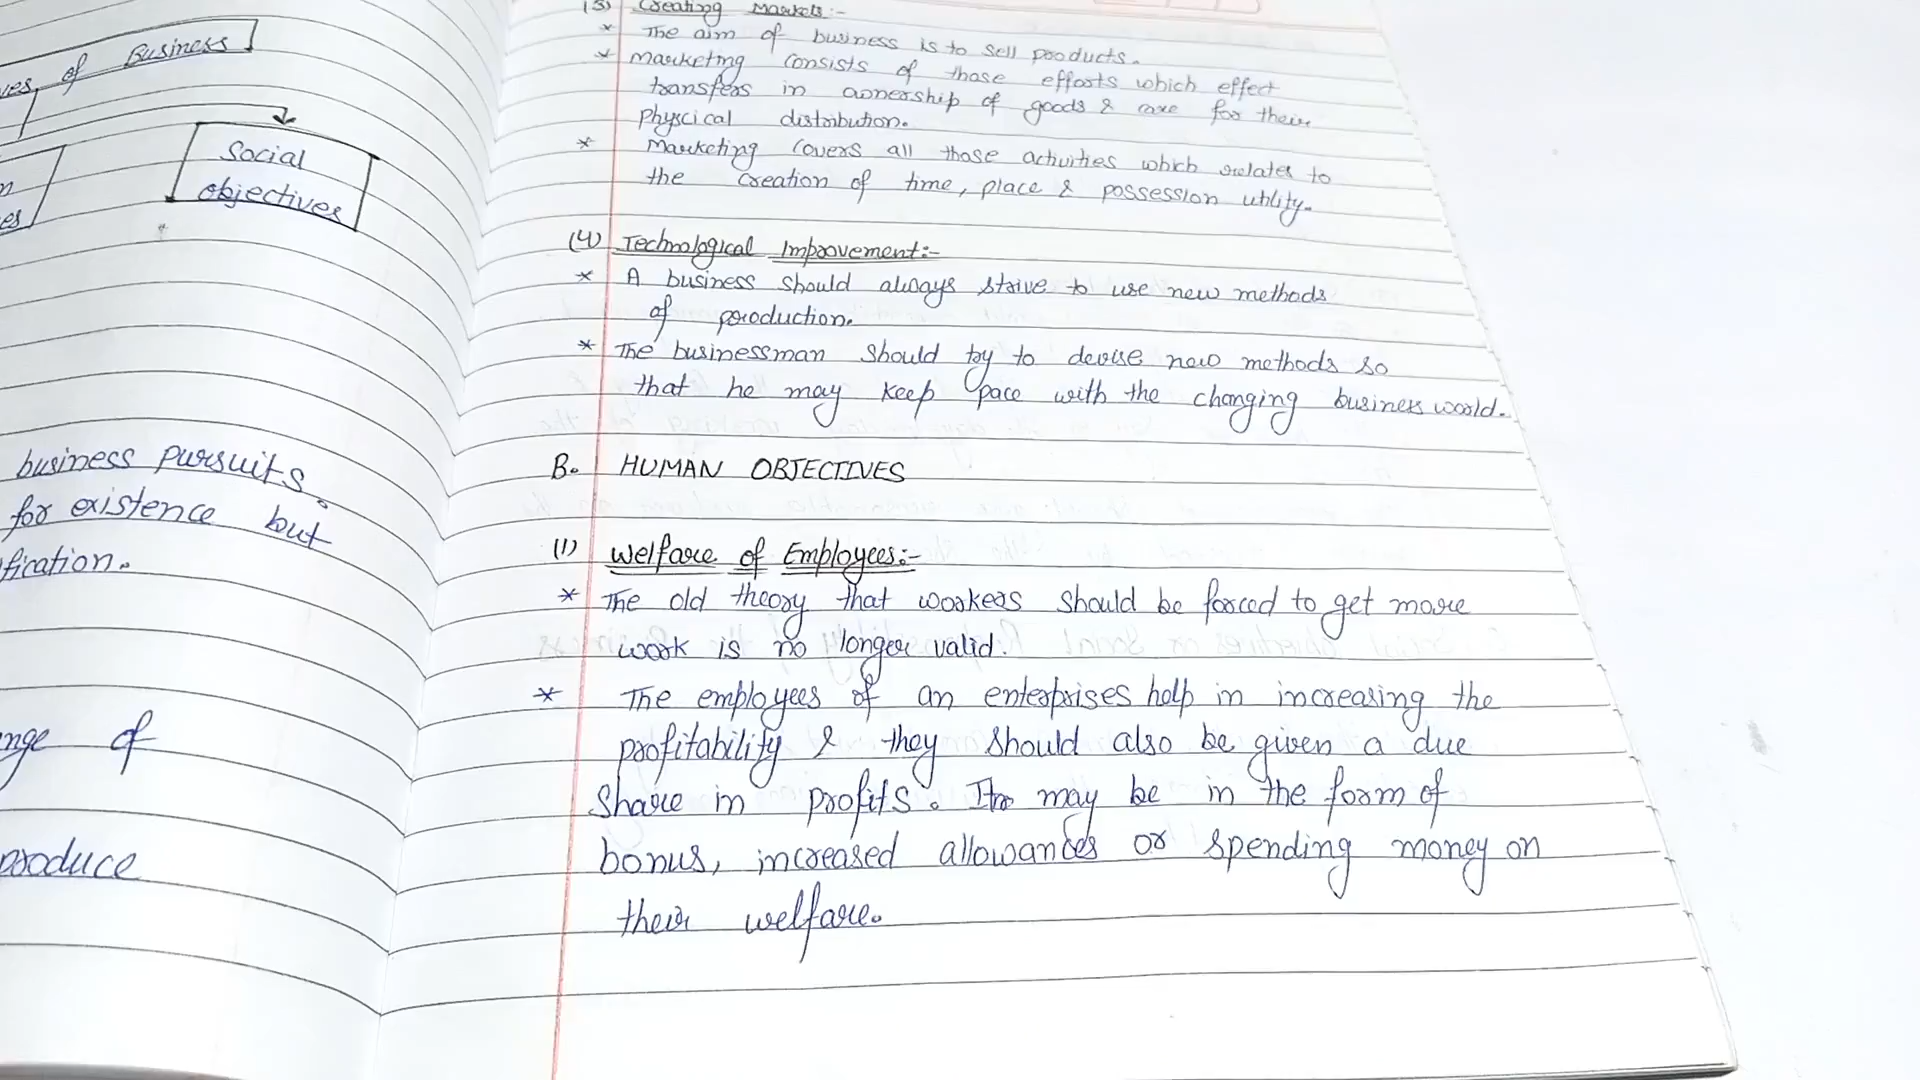 ves of Business
Social
objectives
n
es
business pursuits.
for existence but
fication.
nge of
produce
(3) Creating Markets:-
* The aim of business is to sell products.
* Marketing consists of those efforts which effect
transfers in ownership of goods & care for their
Physcical distribution.
* Marketing covers all those activities which relates to
the creation of time, place & possession utility.
(4) Technological Improvement:-
* A business should always strive to use new methods
of production.
* The businessman should try to devise new methods so
that he may keep pace with the changing business world.
B. HUMAN OBJECTIVES
(1) Welfare of Employees:-
* The old theory that workers should be forced to get more
work is no longer valid.
* The employees of an enterprises help in increasing the
profitability & they should also be given a due
share in profits. It may be in the form of
bonus, increased allowances or spending money on
their welfare.